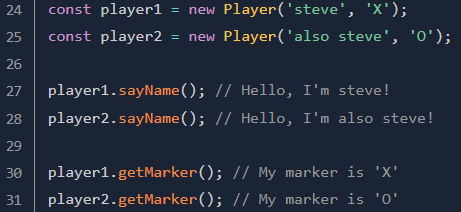 24 const player1 = new Player('steve', 'X');
25 const player2 = new Player('also steve', 'O');
26
27 player1.sayName(); // Hello, I'm steve!
28 player2.sayName(); // Hello, I'm also steve!
29
30 player1.getMarker(); // My marker is 'X'
31 player2.getMarker(); // My marker is 'O'